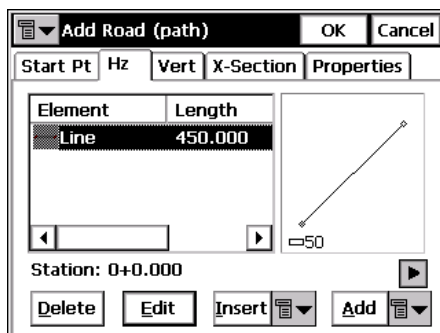 Add Road (path) OK Cancel
Start Pt Hz Vert X-Section Properties
Element Length
Line 450.000
50
Station: 0+0.000
Delete Edit Insert Add